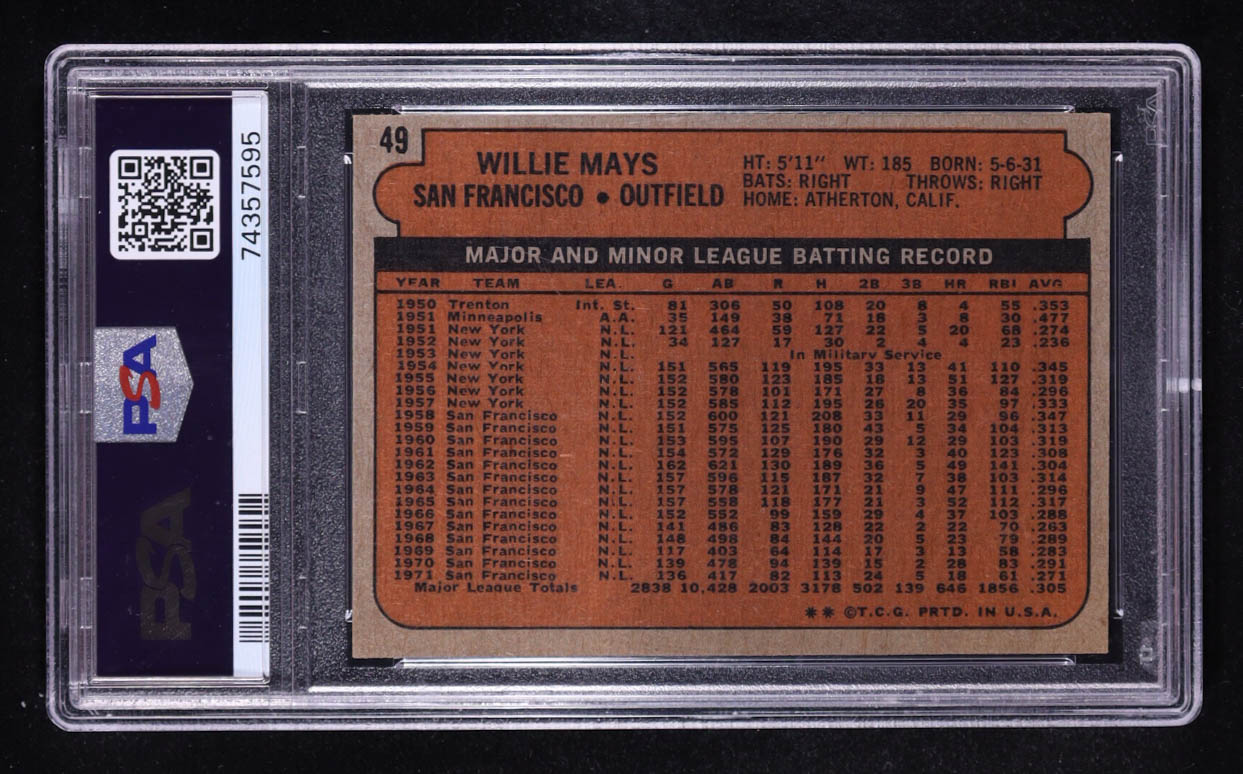 74357595
PSA
PSA
49
WILLIE MAYS
SAN FRANCISCO • OUTFIELD
HT: 5'11" WT: 185 BORN: 5-6-31
BATS: RIGHT THROWS: RIGHT
HOME: ATHERTON, CALIF.
MAJOR AND MINOR LEAGUE BATTING RECORD
YEAR TEAM LEA. G AB R H 2B 3B HR RBI AVG
1950 Trenton Int. St. 81 306 50 108 20 8 4 55 .353
1951 Minneapolis A.A. 35 149 38 71 18 3 8 30 .477
1951 New York N.L. 121 464 59 127 22 5 20 68 .274
1952 New York N.L. 34 127 17 30 2 4 4 23 .236
1953 New York N.L. In Military Service
1954 New York N.L. 151 565 119 195 33 13 41 110 .345
1955 New York N.L. 152 580 123 185 18 13 51 127 .319
1956 New York N.L. 152 578 101 171 27 8 36 84 .296
1957 New York N.L. 152 585 112 195 26 20 35 97 .333
1958 San Francisco N.L. 152 600 121 208 33 11 29 96 .347
1959 San Francisco N.L. 151 575 125 180 43 5 34 104 .313
1960 San Francisco N.L. 153 595 107 190 29 12 29 103 .319
1961 San Francisco N.L. 154 572 129 176 32 3 40 123 .308
1962 San Francisco N.L. 162 621 130 189 36 5 49 141 .304
1963 San Francisco N.L. 157 596 115 187 32 7 38 103 .314
1964 San Francisco N.L. 157 578 121 171 21 9 47 111 .296
1965 San Francisco N.L. 157 558 118 177 21 3 52 112 .317
1966 San Francisco N.L. 152 552 99 159 29 4 37 103 .288
1967 San Francisco N.L. 141 486 83 128 22 2 22 70 .263
1968 San Francisco N.L. 148 498 84 144 20 5 23 79 .289
1969 San Francisco N.L. 117 403 64 114 17 3 13 58 .283
1970 San Francisco N.L. 139 478 94 139 15 2 28 83 .291
1971 San Francisco N.L. 136 417 82 113 24 5 18 61 .271
Major League Totals 2838 10,428 2003 3178 502 139 646 1856 .305
** ©T.C.G. PRTD. IN U.S.A.